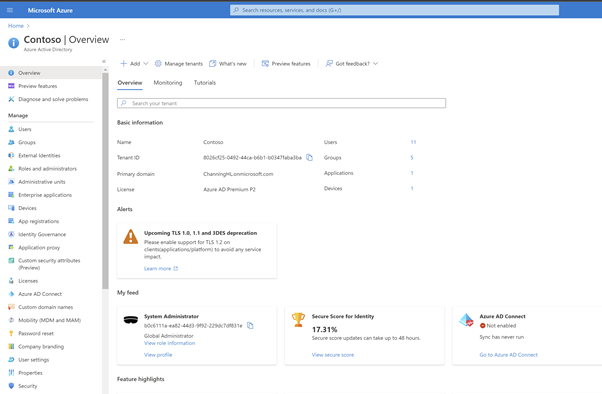 Microsoft Azure
Search resources, services, and docs (G+/)
Home >
Contoso | Overview ...
Azure Active Directory
«
Overview
Preview features
Diagnose and solve problems
Manage
Users
Groups
External Identities
Roles and administrators
Administrative units
Enterprise applications
Devices
App registrations
Identity Governance
Application proxy
Custom security attributes
(Preview)
Licenses
Azure AD Connect
Custom domain names
Mobility (MDM and MAM)
Password reset
Company branding
User settings
Properties
Security
+ Add Manage tenants What's new Preview features Got feedback?
Overview Monitoring Tutorials
Search your tenant
Basic information
Name Contoso Users 11
Tenant ID 8026cf25-0492-44ca-b6b1-b0347faba3ba Groups 5
Primary domain ChanningHL.onmicrosoft.com Applications 1
License Azure AD Premium P2 Devices 1
Alerts
Upcoming TLS 1.0, 1.1 and 3DES deprecation
Please enable support for TLS 1.2 on
clients(applications/platform) to avoid any service
impact.
Learn more
My feed
System Administrator
b0c6111a-ea82-44d3-9f92-229dc7df831e
Global Administrator
View role information
View profile
Secure Score for Identity
17.31%
Secure score updates can take up to 48 hours.
View secure score
Azure AD Connect
Not enabled
Sync has never run
Go to Azure AD Connect
Feature highlights